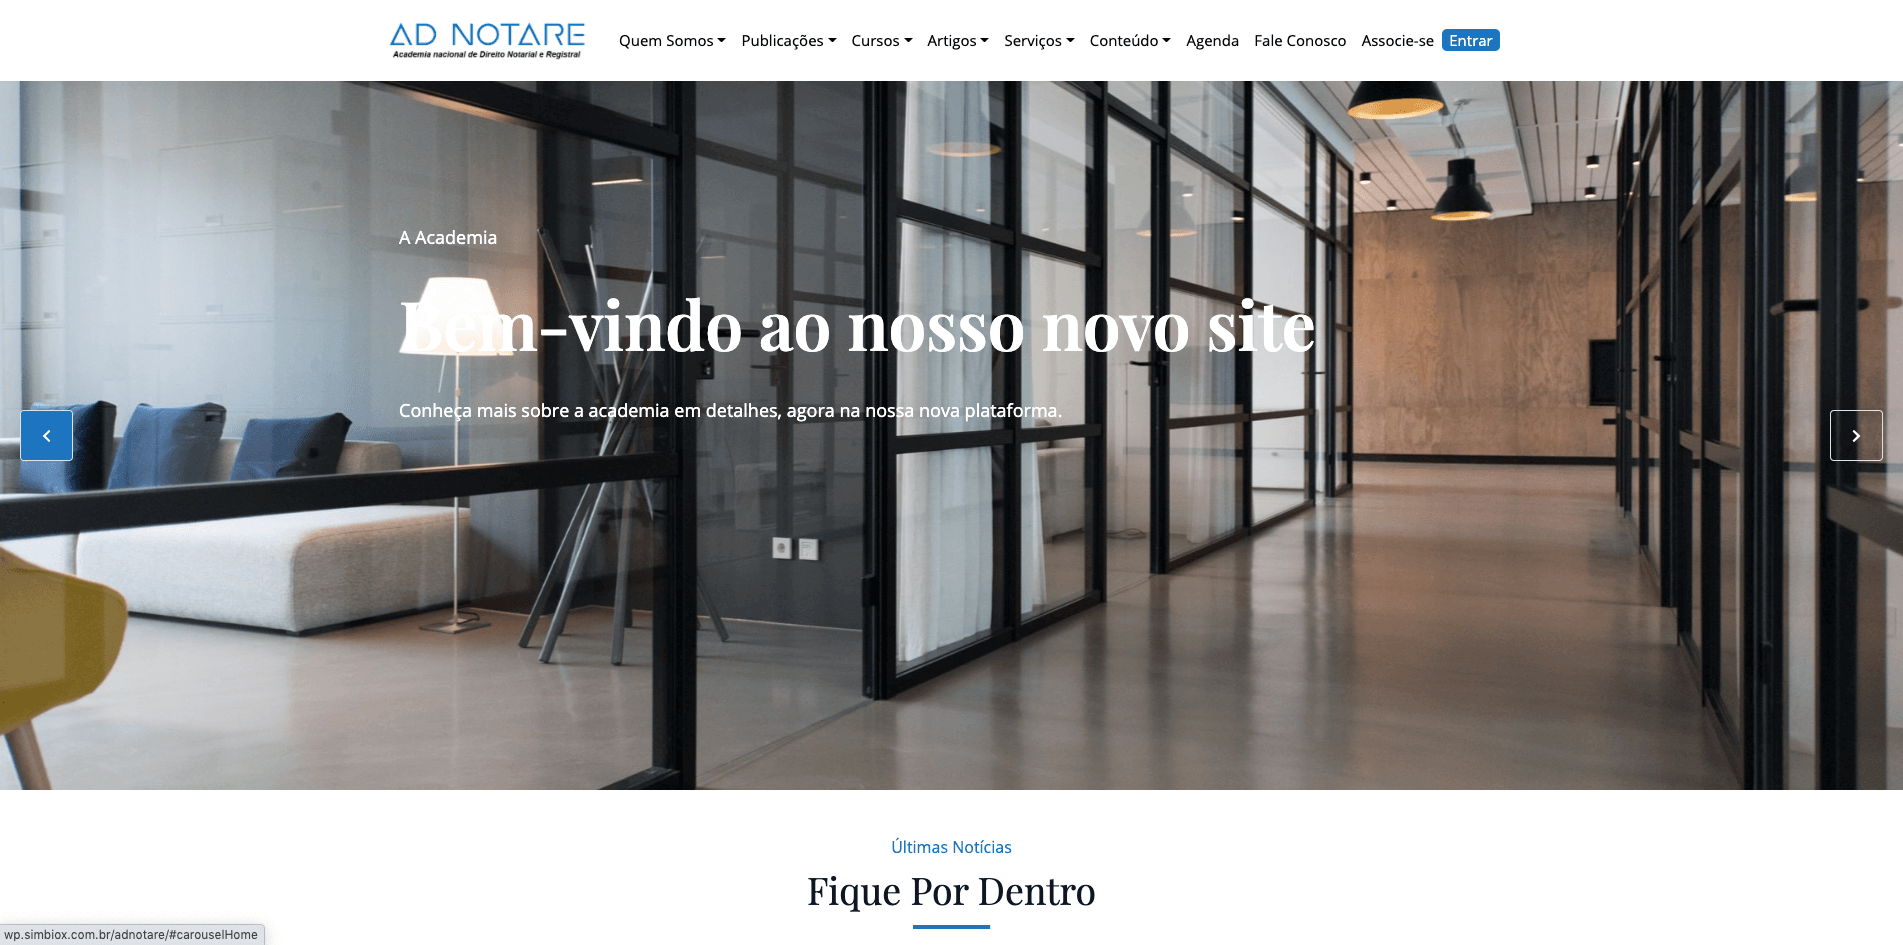 AD NOTARE
Academia nacional de Direito Notarial e Registral
Quem Somos Publicações Cursos Artigos Serviços Conteúdo Agenda Fale Conosco Associe-se Entrar
A Academia
Bem-vindo ao nosso novo site
Conheça mais sobre a academia em detalhes, agora na nossa nova plataforma.
Últimas Notícias
Fique Por Dentro
wp.simbiox.com.br/adnotare/#carouselHome